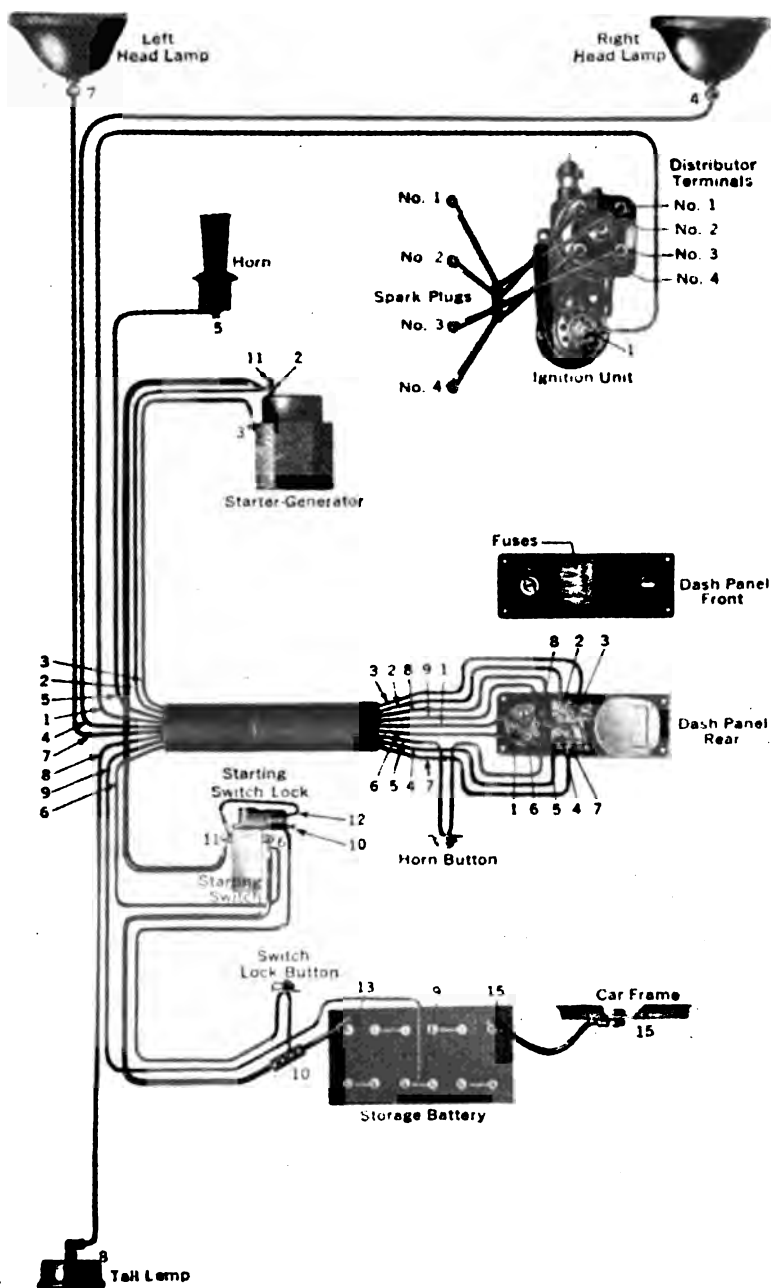 Left
Head Lamp
7
Right
Head Lamp
4
Distributor
Terminals
No. 1
No. 2
No. 3
No. 4
No. 1
No 2
Spark Plugs
No. 3
No. 4
1
Ignition Unit
Horn
5
11 2
3
Starter-Generator
Fuses
Dash Panel
Front
3
2
5
1
4
7
8
9
6
3 2 8 9 1
6 5 4 7
8 2 3
Dash Panel
Rear
1 6 5 4 7
Horn Button
Starting
Switch Lock
12
10
11 6
Starting
Switch
Switch
Lock Button
10
13 9 15
Storage Battery
Car Frame
15
8
Tail Lamp